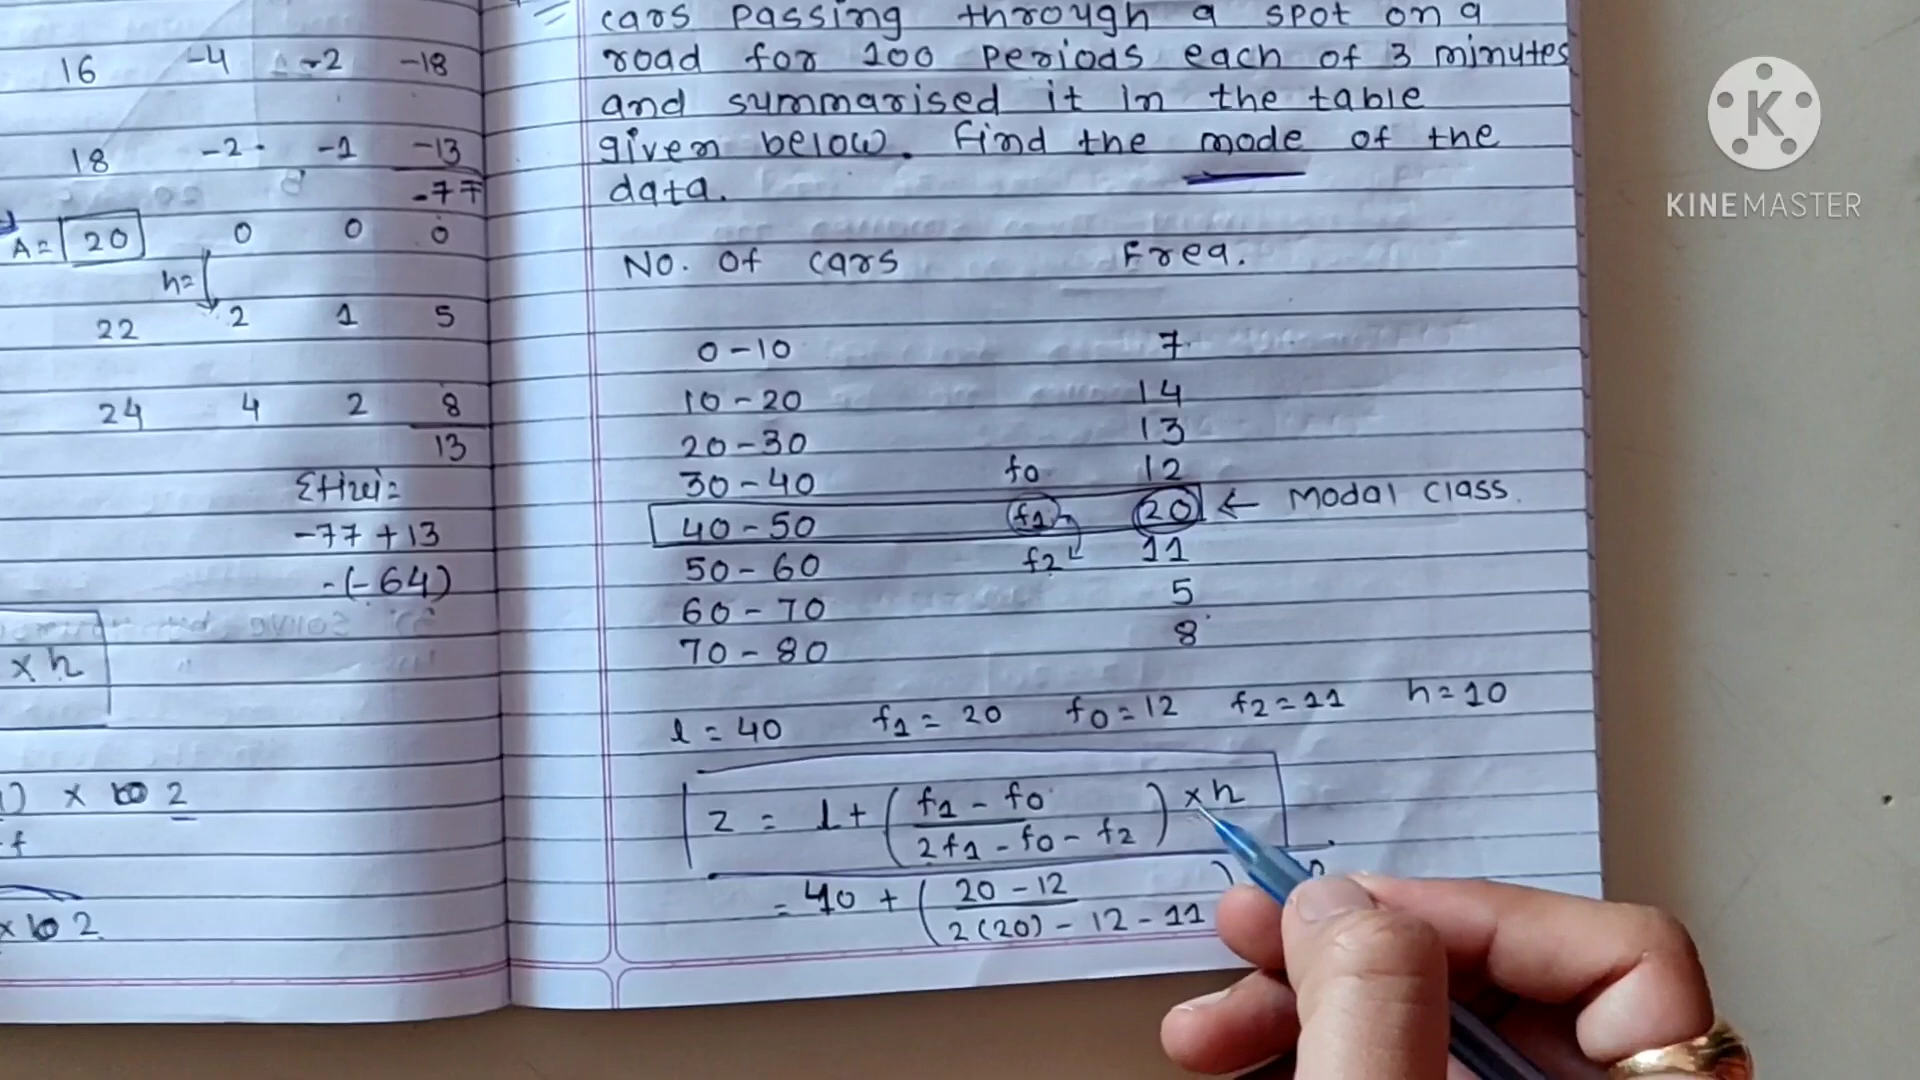 16 -4 -2 -18
18 -2 -1 -13
-77
A= 20 0 0 0
h=
22 2 1 5
24 4 2 8
13
Σfiui=
-77 + 13
-(-64)
x h
x 2
x 2
cars passing through a spot on a
road for 100 periods each of 3 minutes
and summarised it in the table
given below. Find the mode of the
data.
No. of cars Freq.
0-10 7
10-20 14
20-30 13
30-40 f0 12
40-50 f1 20 ← Modal class.
50-60 f2 11
60-70 5
70-80 8
l = 40 f1 = 20 f0 = 12 f2 = 11 h = 10
Z = l + (f1 - f0 / 2f1 - f0 - f2) x h
= 40 + (20 - 12 / 2(20) - 12 - 11)
K
KINEMASTER